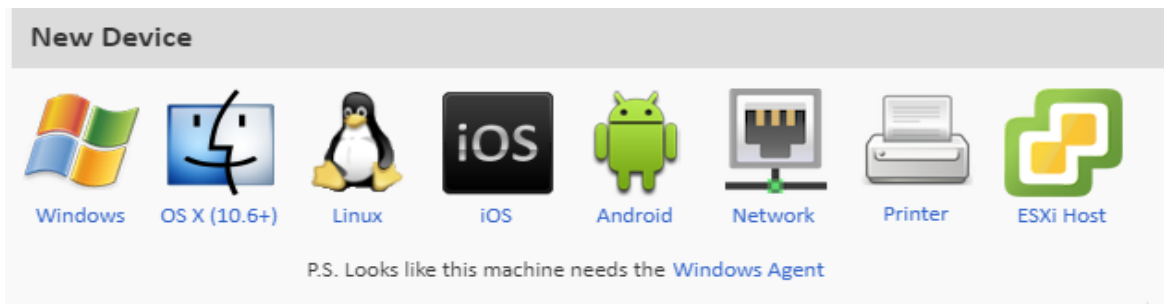 New Device
iOS
Windows OS X (10.6+) Linux iOS Android Network Printer ESXi Host
P.S. Looks like this machine needs the Windows Agent